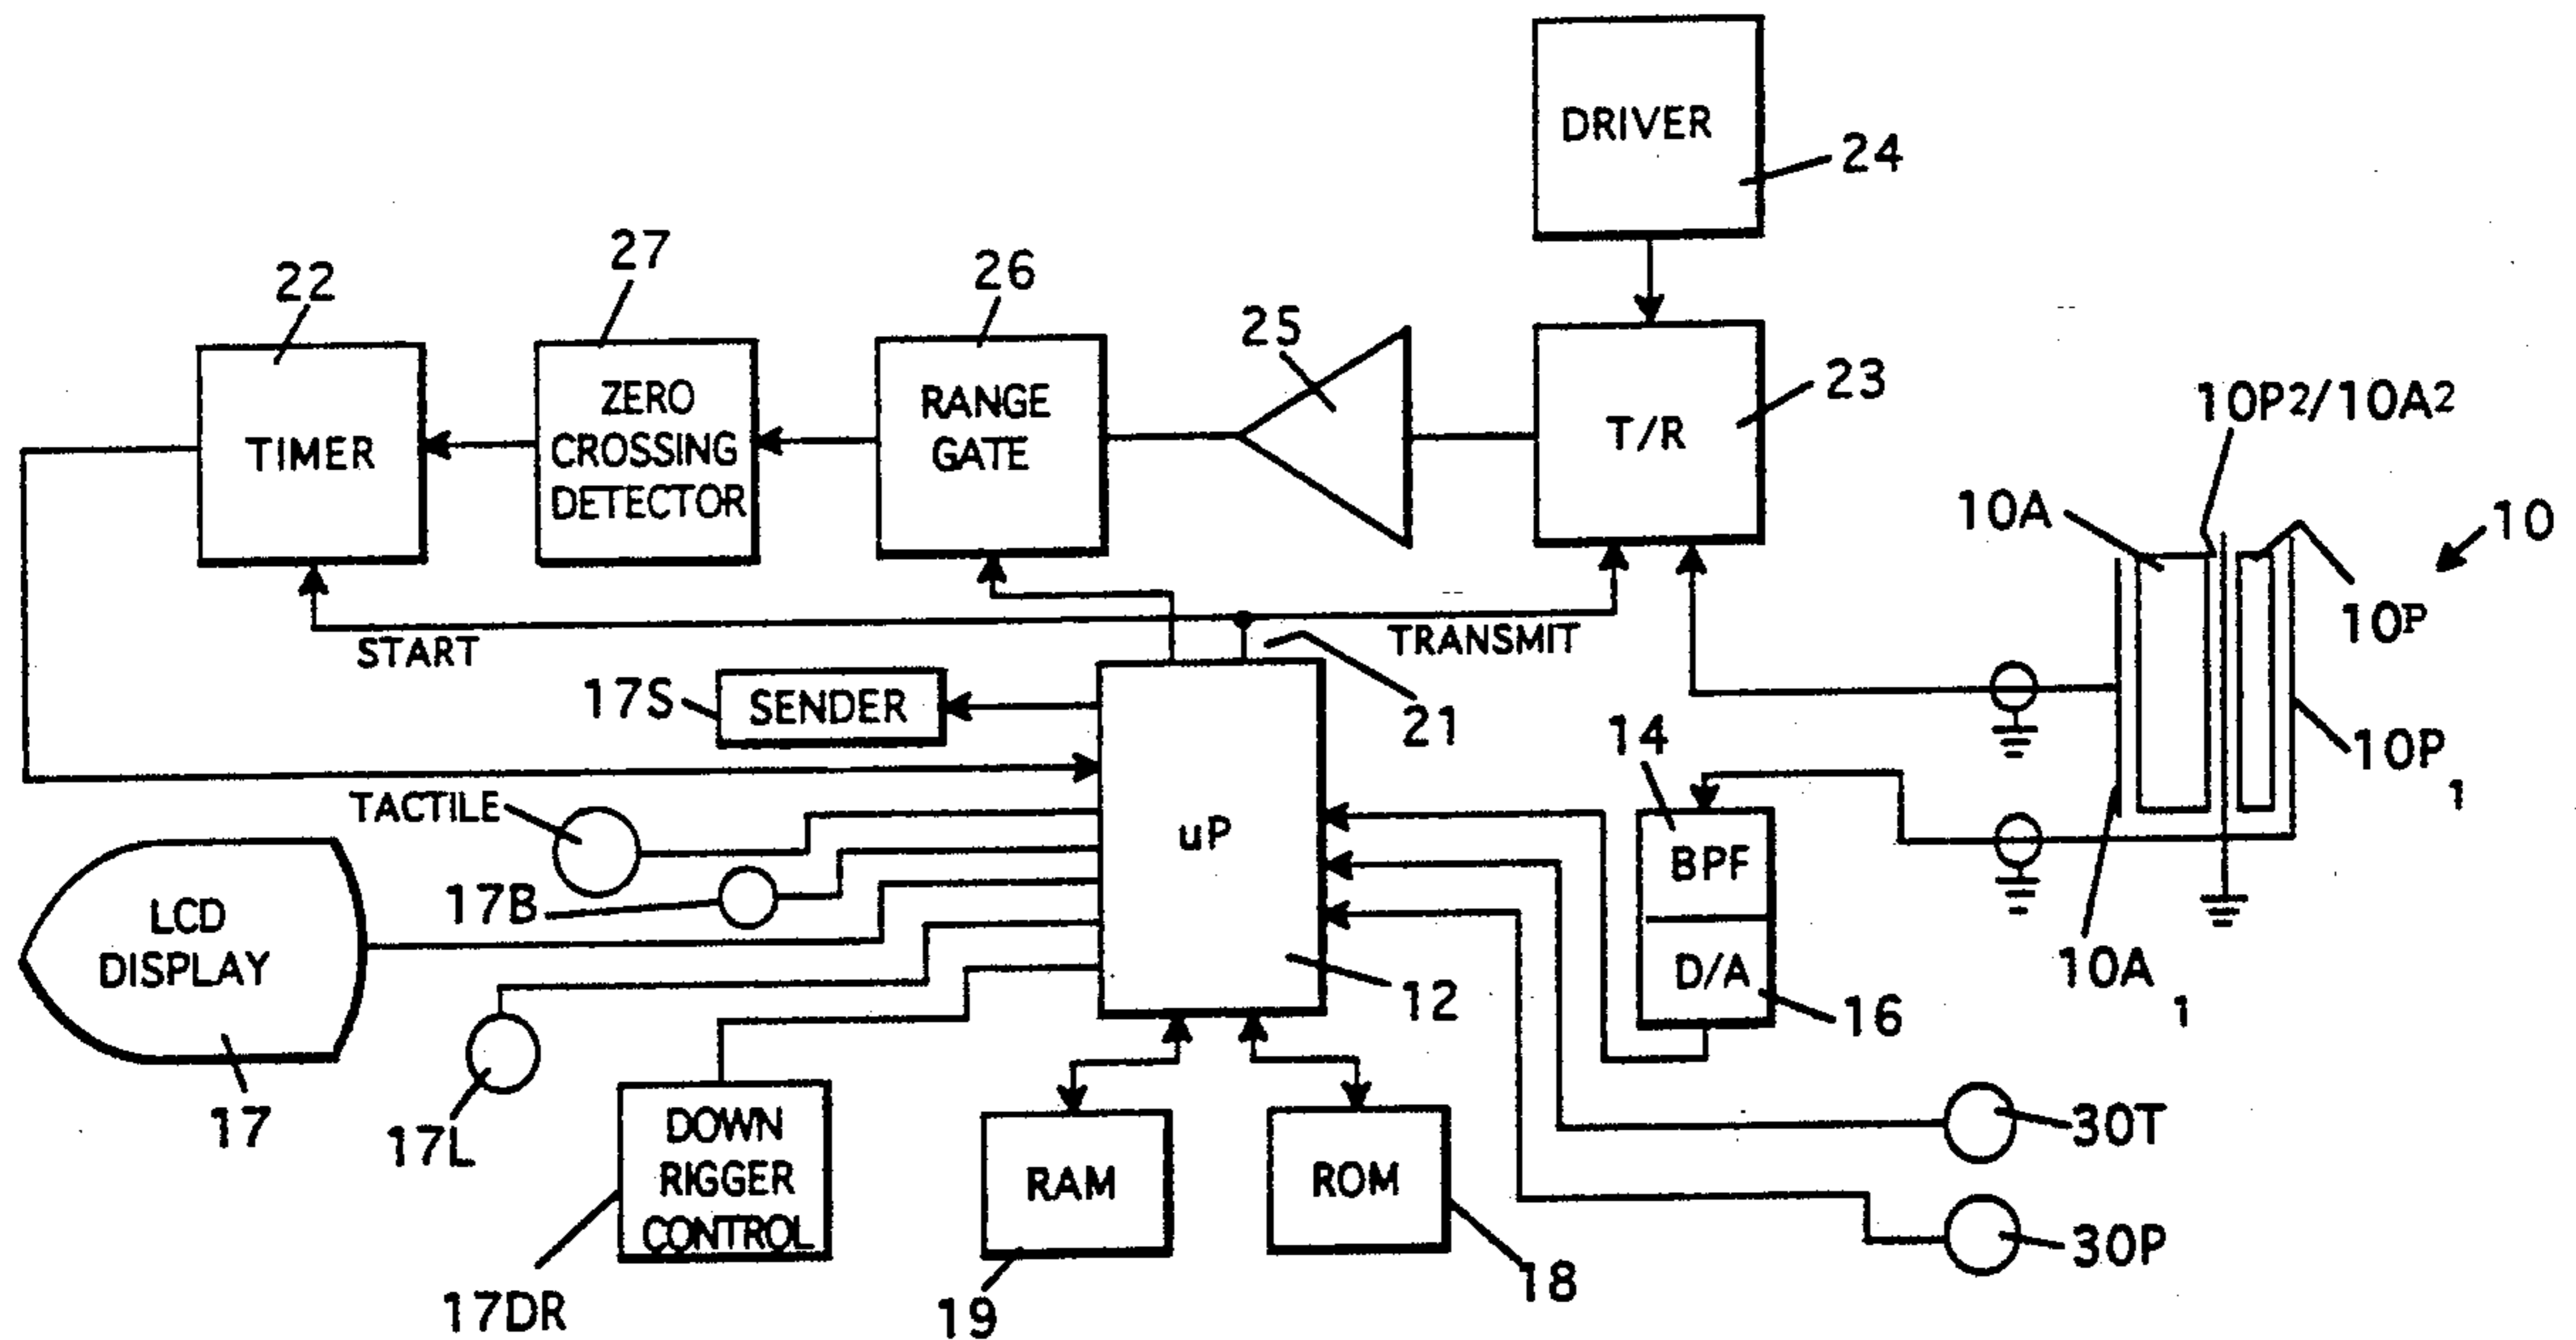 DRIVER
24
22
27
26
25
TIMER
ZERO
CROSSING
DETECTOR
RANGE
GATE
T/R
23
10P2/10A2
10A
10
10P
10P1
10A1
START
TRANSMIT
21
17S
SENDER
TACTILE
17B
LCD
DISPLAY
17
17L
DOWN
RIGGER
CONTROL
17DR
uP
12
14
BPF
D/A
16
RAM
19
ROM
18
30T
30P